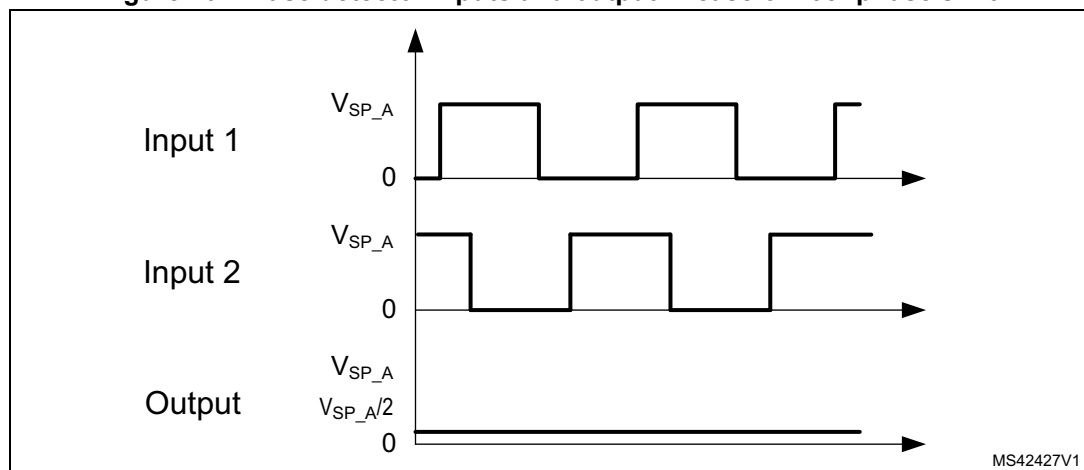 V_SP_A
Input 1
0
V_SP_A
Input 2
0
V_SP_A
Output
V_SP_A/2
0
MS42427V1